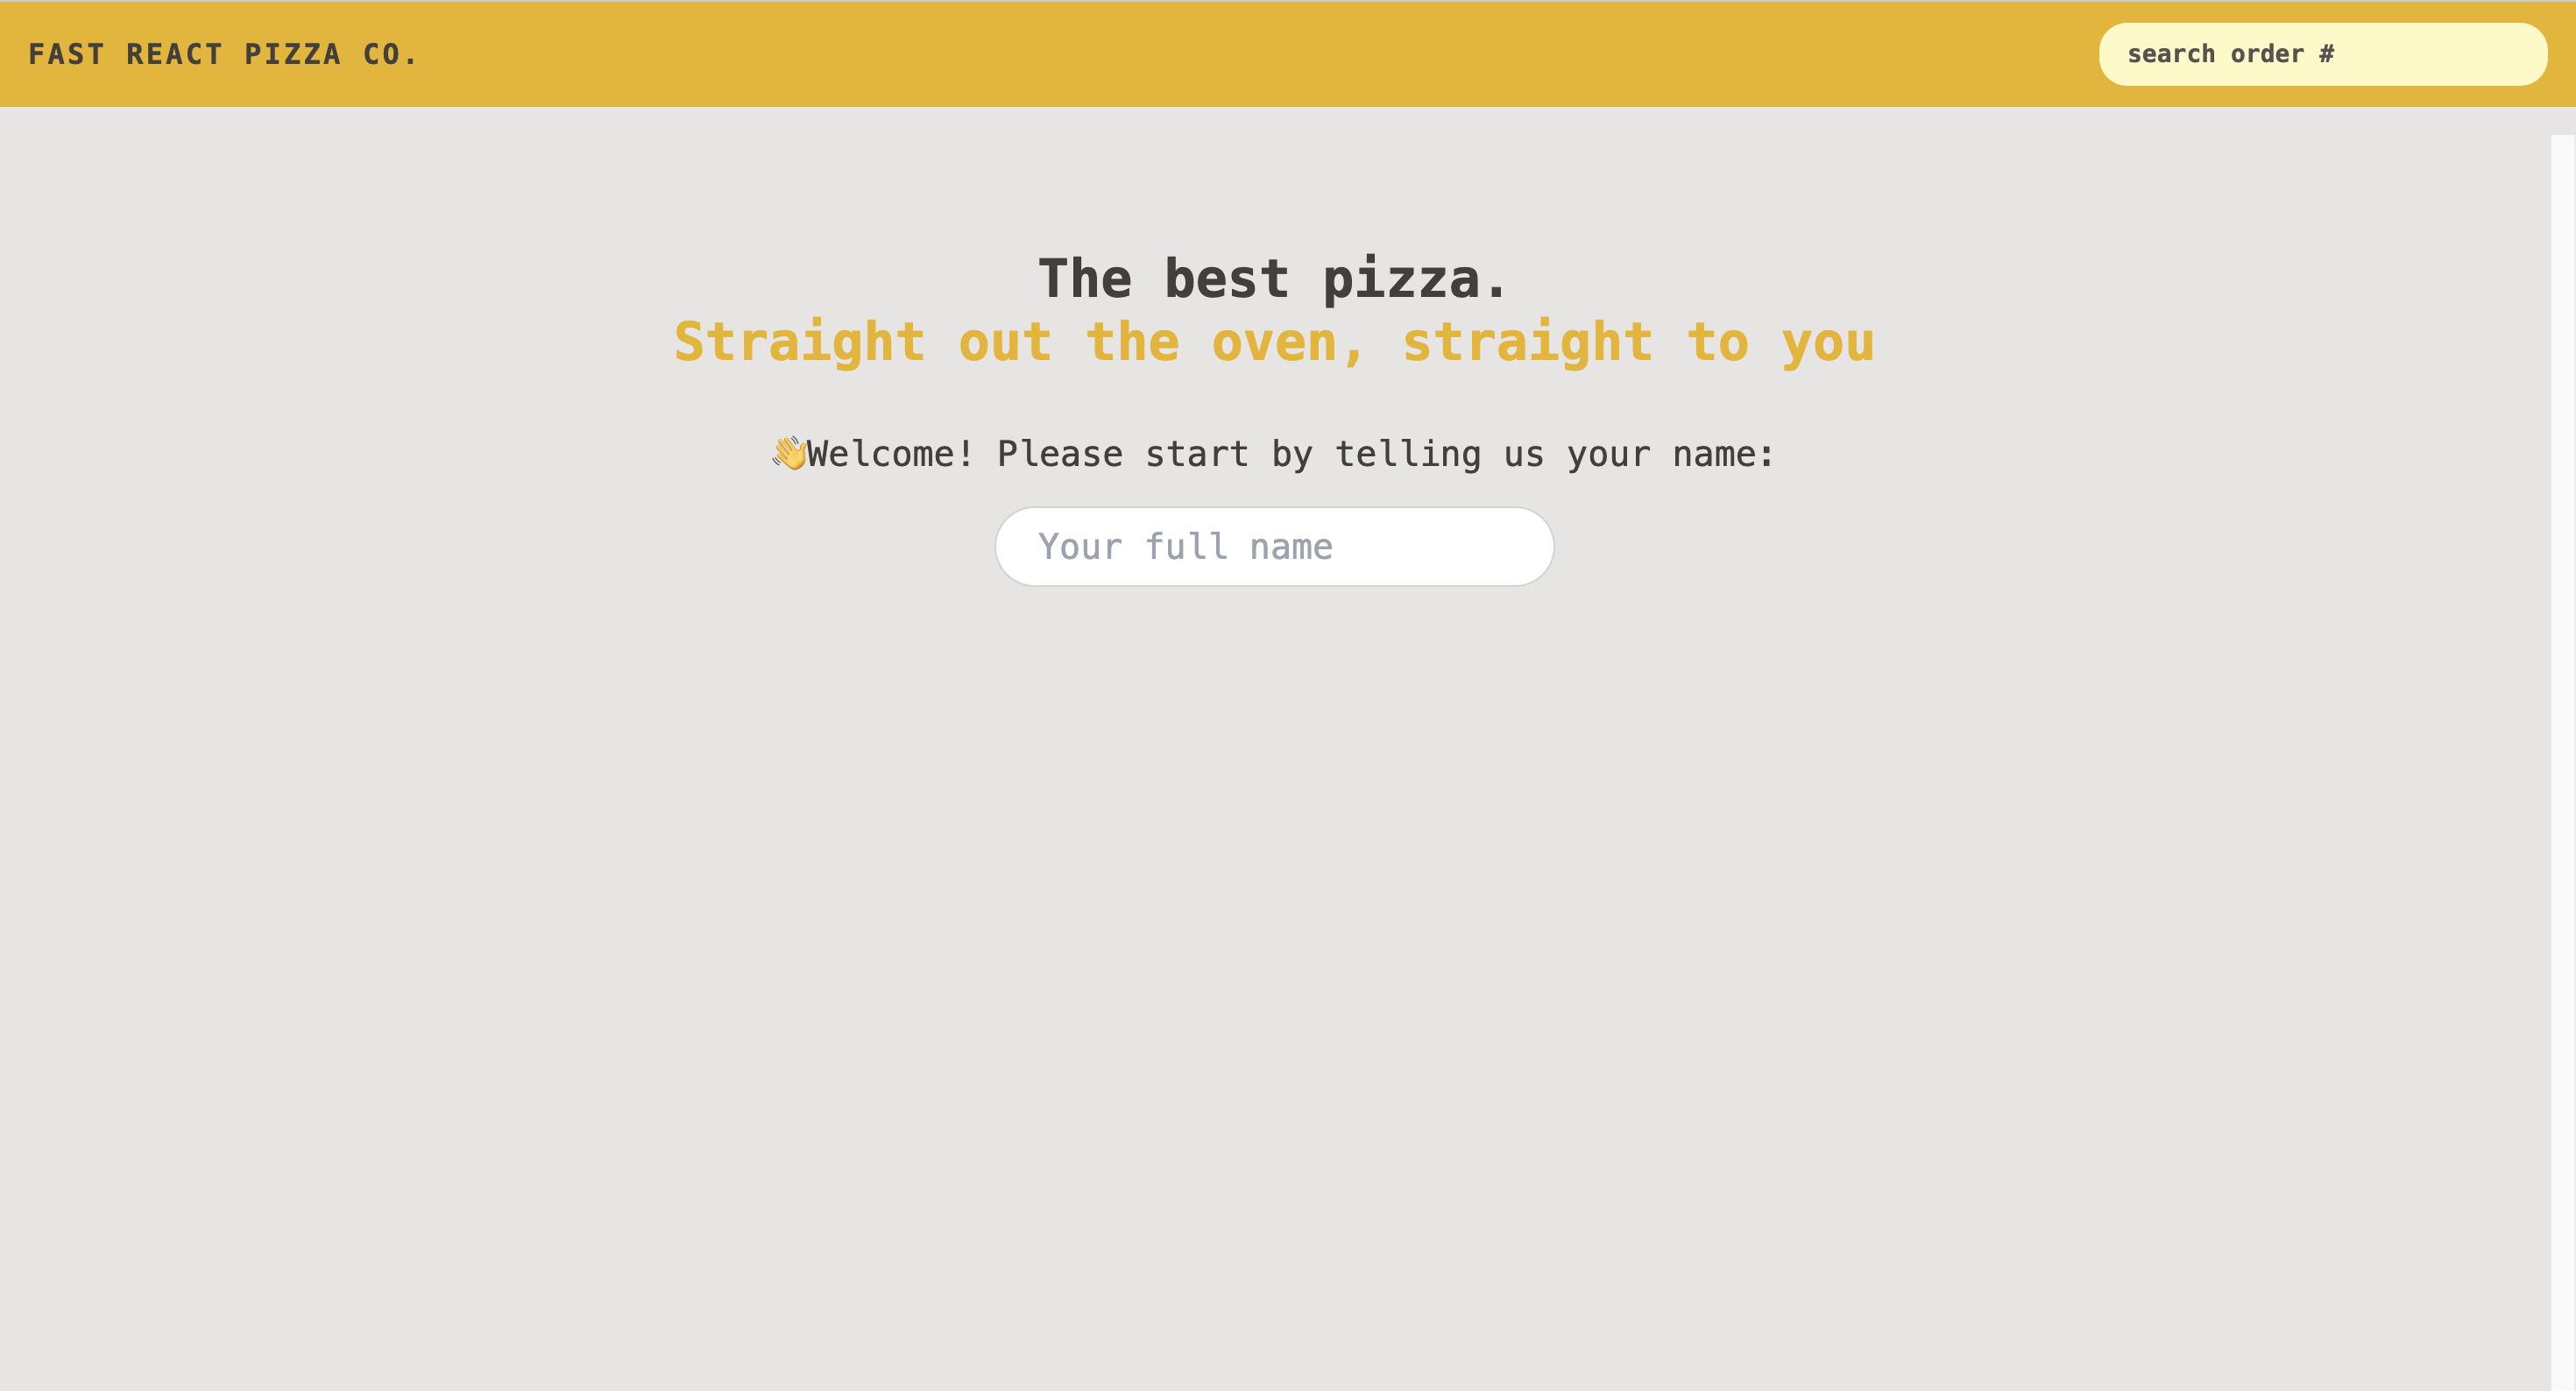 FAST REACT PIZZA CO.
search order #
The best pizza.
Straight out the oven, straight to you
👋Welcome! Please start by telling us your name:
Your full name